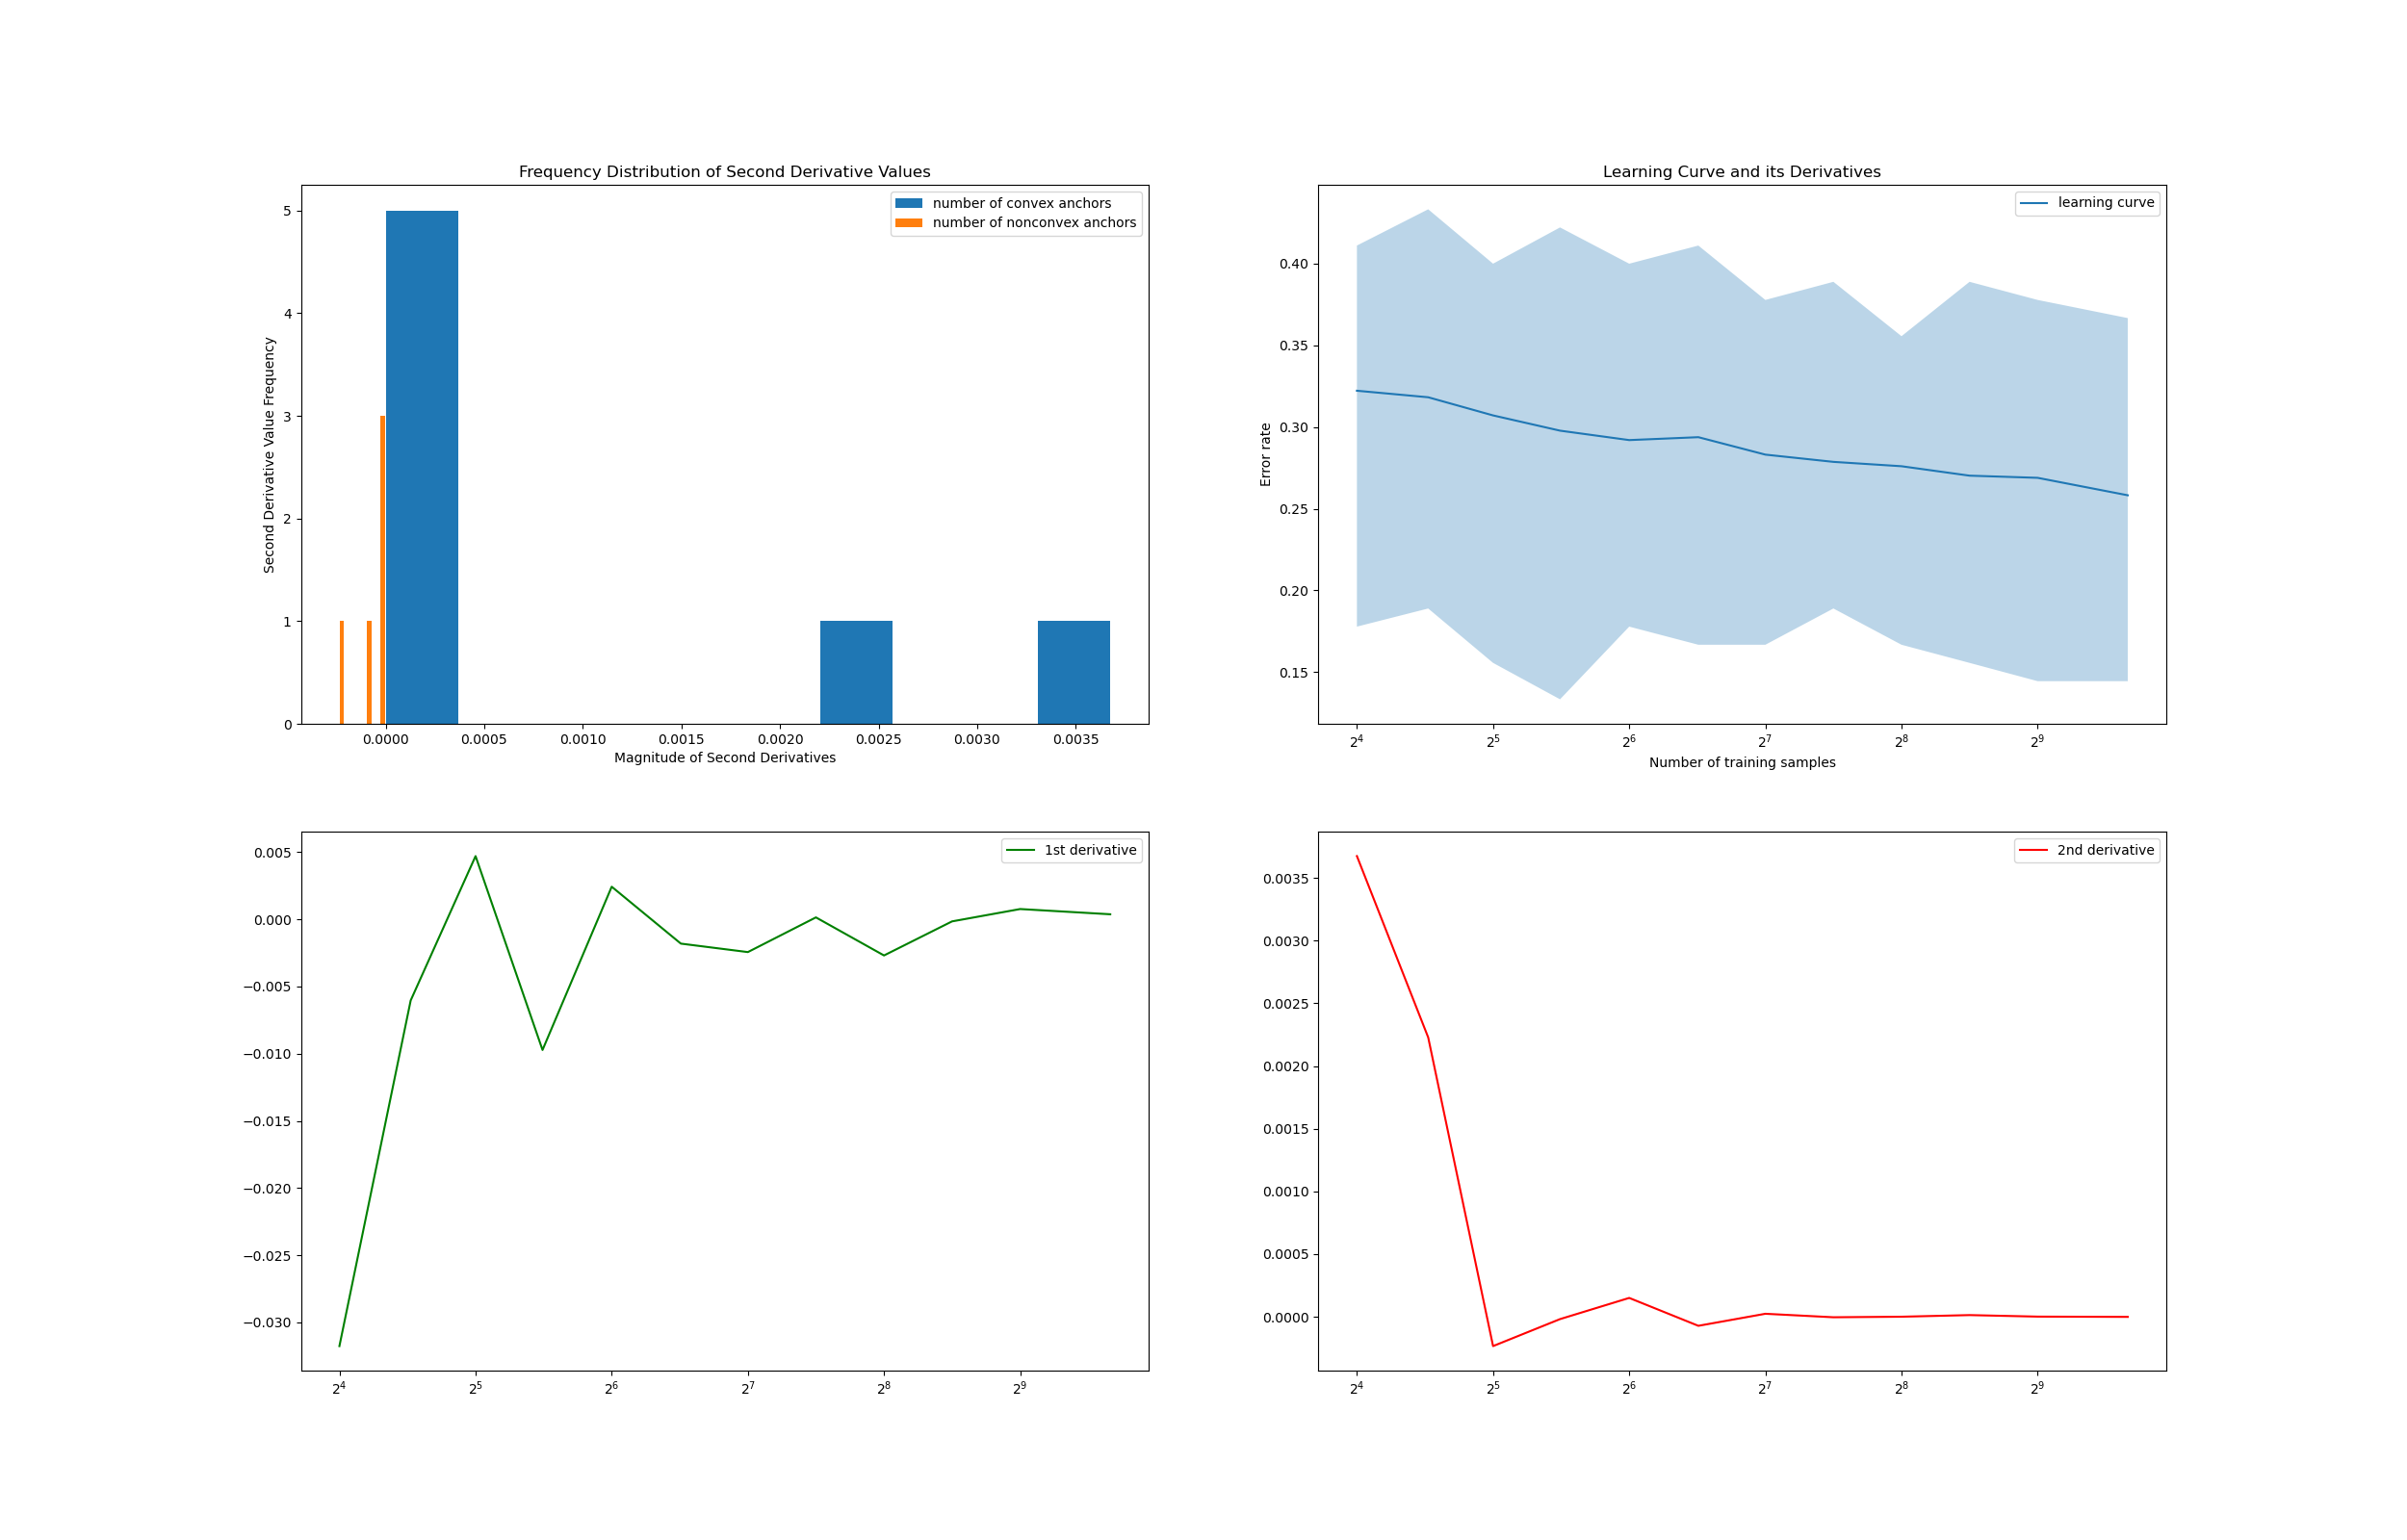 Frequency Distribution of Second Derivative Values
number of convex anchors
number of nonconvex anchors
5
4
3
2
1
0
Second Derivative Value Frequency
0.0000 0.0005 0.0010 0.0015 0.0020 0.0025 0.0030 0.0035
Magnitude of Second Derivatives
Learning Curve and its Derivatives
learning curve
0.40
0.35
0.30
0.25
0.20
0.15
Error rate
2⁴ 2⁵ 2⁶ 2⁷ 2⁸ 2⁹
Number of training samples
1st derivative
0.005
0.000
−0.005
−0.010
−0.015
−0.020
−0.025
−0.030
2⁴ 2⁵ 2⁶ 2⁷ 2⁸ 2⁹
2nd derivative
0.0035
0.0030
0.0025
0.0020
0.0015
0.0010
0.0005
0.0000
2⁴ 2⁵ 2⁶ 2⁷ 2⁸ 2⁹